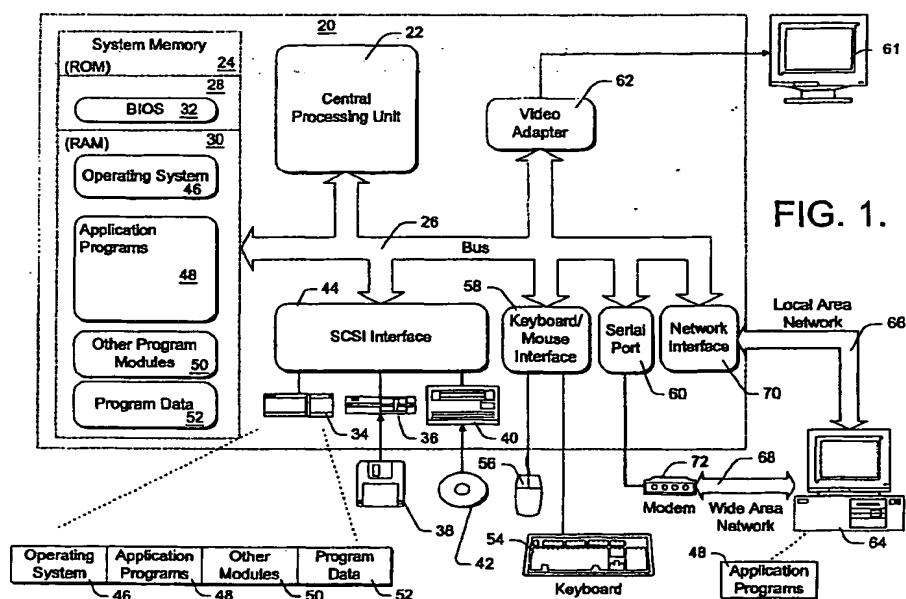 20
System Memory
(ROM) 24
28
BIOS 32
(RAM) 30
Operating System
46
Application
Programs
48
Other Program
Modules 50
Program Data
52
22
Central
Processing Unit
62
Video
Adapter
61
FIG. 1.
26
Bus
44
SCSI Interface
58
Keyboard/
Mouse Interface
Serial
Port
60
Network
Interface
70
Local Area
Network
66
34
36
40
38
42
56
72
Modem
68
Wide Area
Network
54
Keyboard
64
48
Application
Programs
Operating
System
Application
Programs
Other
Modules
Program
Data
46
48
50
52